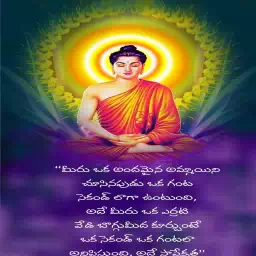 "మీరు ఒక అందమైన అమ్మాయిని
చూసినపుడు ఒక గంట
సెకండ్ లాగా ఉంటుంది,
అదే మీరు ఒక ఎర్రటి
వేడి బొగ్గుమీద కూర్చుంటే
ఒక సెకండ్ ఒక గంటలా
అనిపిస్తుంది, అదే సాపేక్షత"